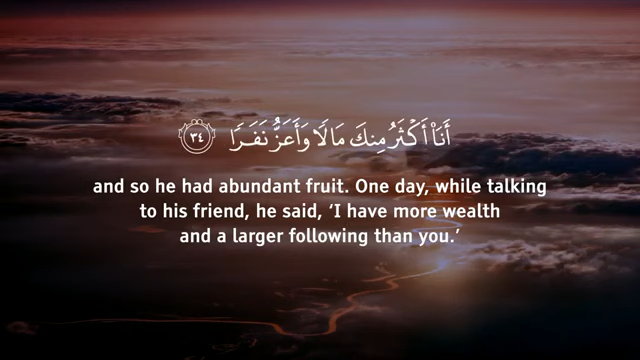 أَنَا۠ أَكْثَرُ مِنكَ مَالًا وَأَعَزُّ نَفَرًا ٣٤
and so he had abundant fruit. One day, while talking
to his friend, he said, ‘I have more wealth
and a larger following than you.’